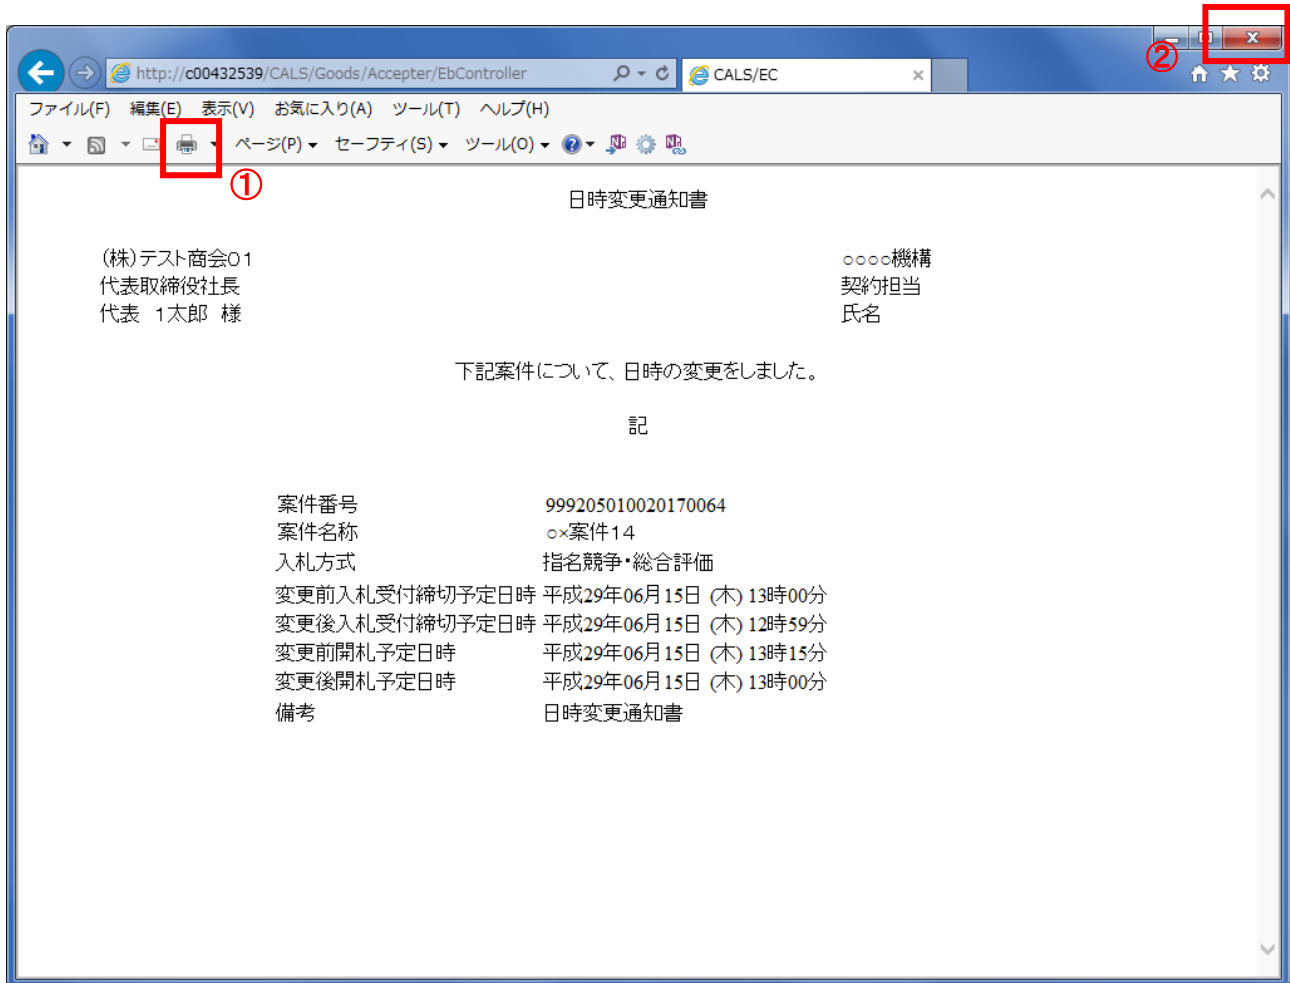 ②
http://c00432539/CALS/Goods/Accepter/EbController
CALS/EC
ファイル(F) 編集(E) 表示(V) お気に入り(A) ツール(T) ヘルプ(H)
ページ(P) セーフティ(S) ツール(O)
①
日時変更通知書
(株)テスト商会01
代表取締役社長
代表 1太郎 様
○○○○機構
契約担当
氏名
下記案件について、日時の変更をしました。
記
案件番号 999205010020170064
案件名称 ○×案件14
入札方式 指名競争・総合評価
変更前入札受付締切予定日時 平成29年06月15日 (木) 13時00分
変更後入札受付締切予定日時 平成29年06月15日 (木) 12時59分
変更前開札予定日時 平成29年06月15日 (木) 13時15分
変更後開札予定日時 平成29年06月15日 (木) 13時00分
備考 日時変更通知書